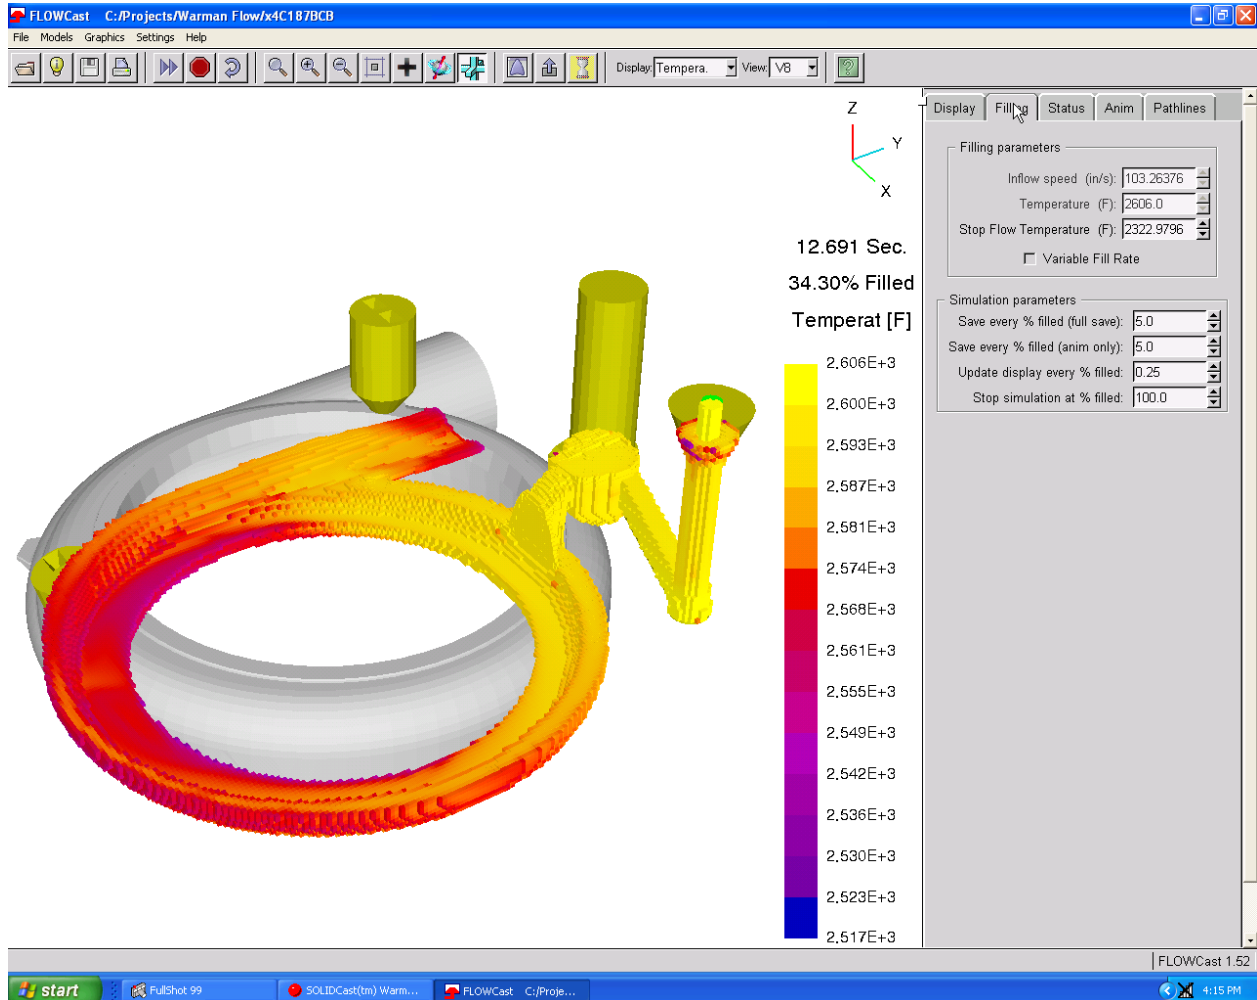 FLOWCast C:/Projects/Warman Flow/x4C187BCB
File Models Graphics Settings Help
Display: Tempera. View: V8
Display Filling Status Anim Pathlines
Filling parameters
Inflow speed (in/s): 103.26376
Temperature (F): 2606.0
Stop Flow Temperature (F): 2322.9796
Variable Fill Rate
Simulation parameters
Save every % filled (full save): 5.0
Save every % filled (anim only): 5.0
Update display every % filled: 0.25
Stop simulation at % filled: 100.0
Z
Y
X
12.691 Sec.
34.30% Filled
Temperat [F]
2.606E+3
2.600E+3
2.593E+3
2.587E+3
2.581E+3
2.574E+3
2.568E+3
2.561E+3
2.555E+3
2.549E+3
2.542E+3
2.536E+3
2.530E+3
2.523E+3
2.517E+3
FLOWCast 1.52
start FullShot 99 SOLIDCast(tm) Warm... FLOWCast C:/Proje... 4:15 PM